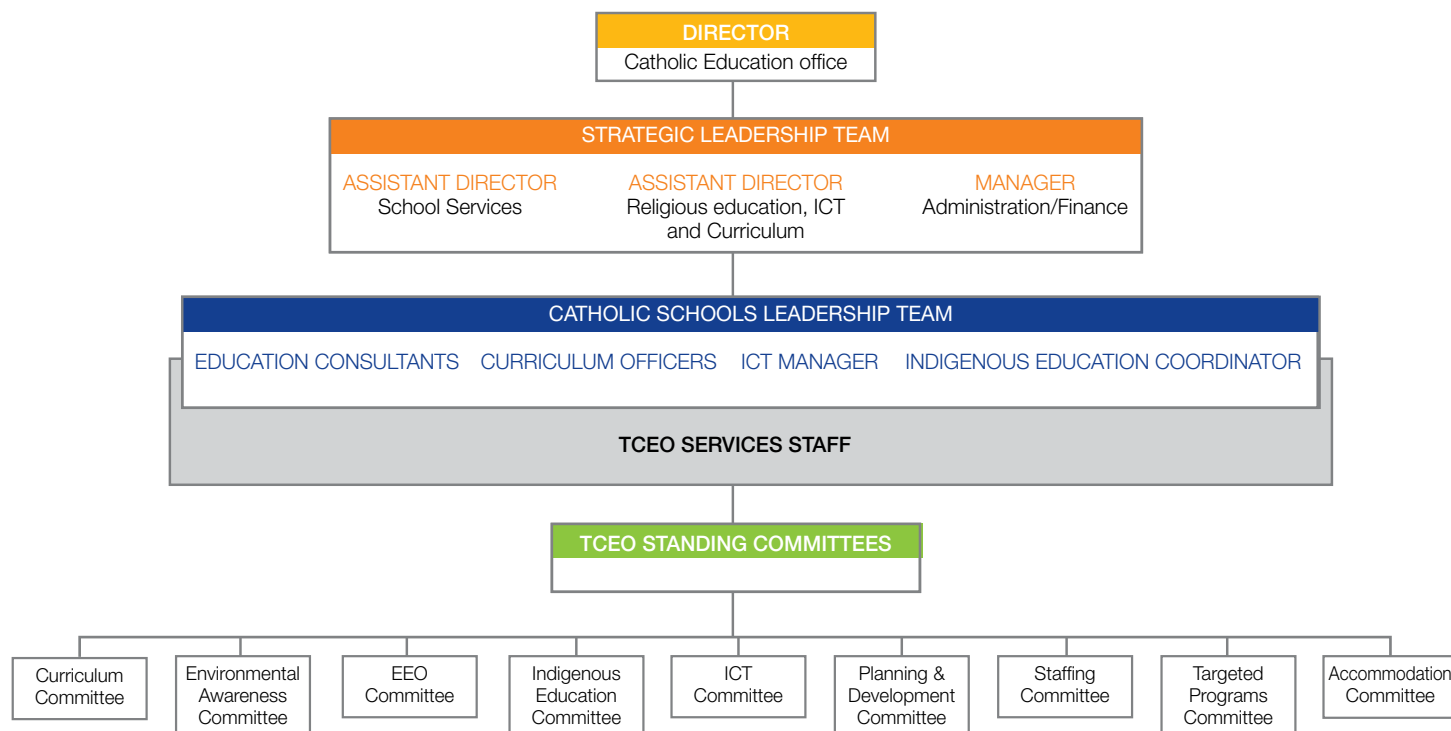 DIRECTOR
Catholic Education office
STRATEGIC LEADERSHIP TEAM
ASSISTANT DIRECTOR
School Services
ASSISTANT DIRECTOR
Religious education, ICT
and Curriculum
MANAGER
Administration/Finance
CATHOLIC SCHOOLS LEADERSHIP TEAM
EDUCATION CONSULTANTS CURRICULUM OFFICERS ICT MANAGER INDIGENOUS EDUCATION COORDINATOR
TCEO SERVICES STAFF
TCEO STANDING COMMITTEES
Curriculum
Committee
Environmental
Awareness
Committee
EEO
Committee
Indigenous
Education
Committee
ICT
Committee
Planning &
Development
Committee
Staffing
Committee
Targeted
Programs
Committee
Accommodation
Committee